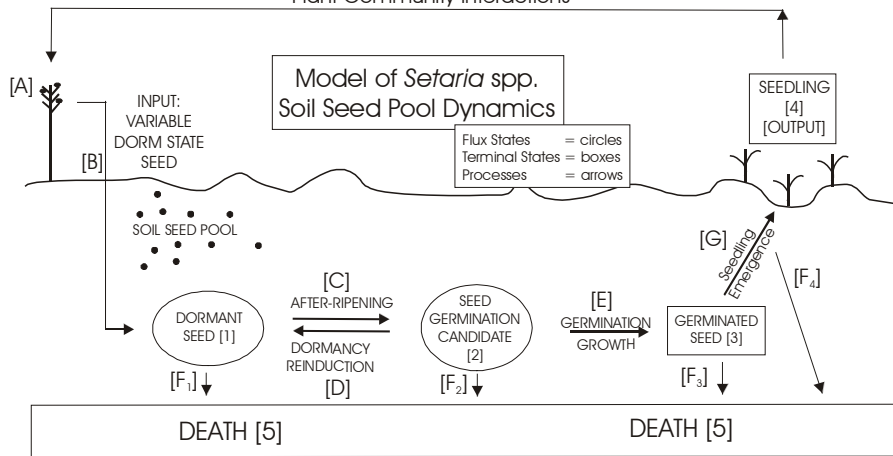 Plant Community Interactions
[A]
Model of Setaria spp.
Soil Seed Pool Dynamics
SEEDLING
[4]
[OUTPUT]
INPUT:
VARIABLE
DORM STATE
SEED
[B]
Flux States = circles
Terminal States = boxes
Processes = arrows
SOIL SEED POOL
[G]
Seedling
Emergence
[F4]
[C]
AFTER-RIPENING
DORMANT
SEED [1]
SEED
GERMINATION
CANDIDATE
[2]
[E]
GERMINATION
GROWTH
GERMINATED
SEED [3]
DORMANCY
REINDUCTION
[D]
[F1]
[F2]
[F3]
DEATH [5]
DEATH [5]